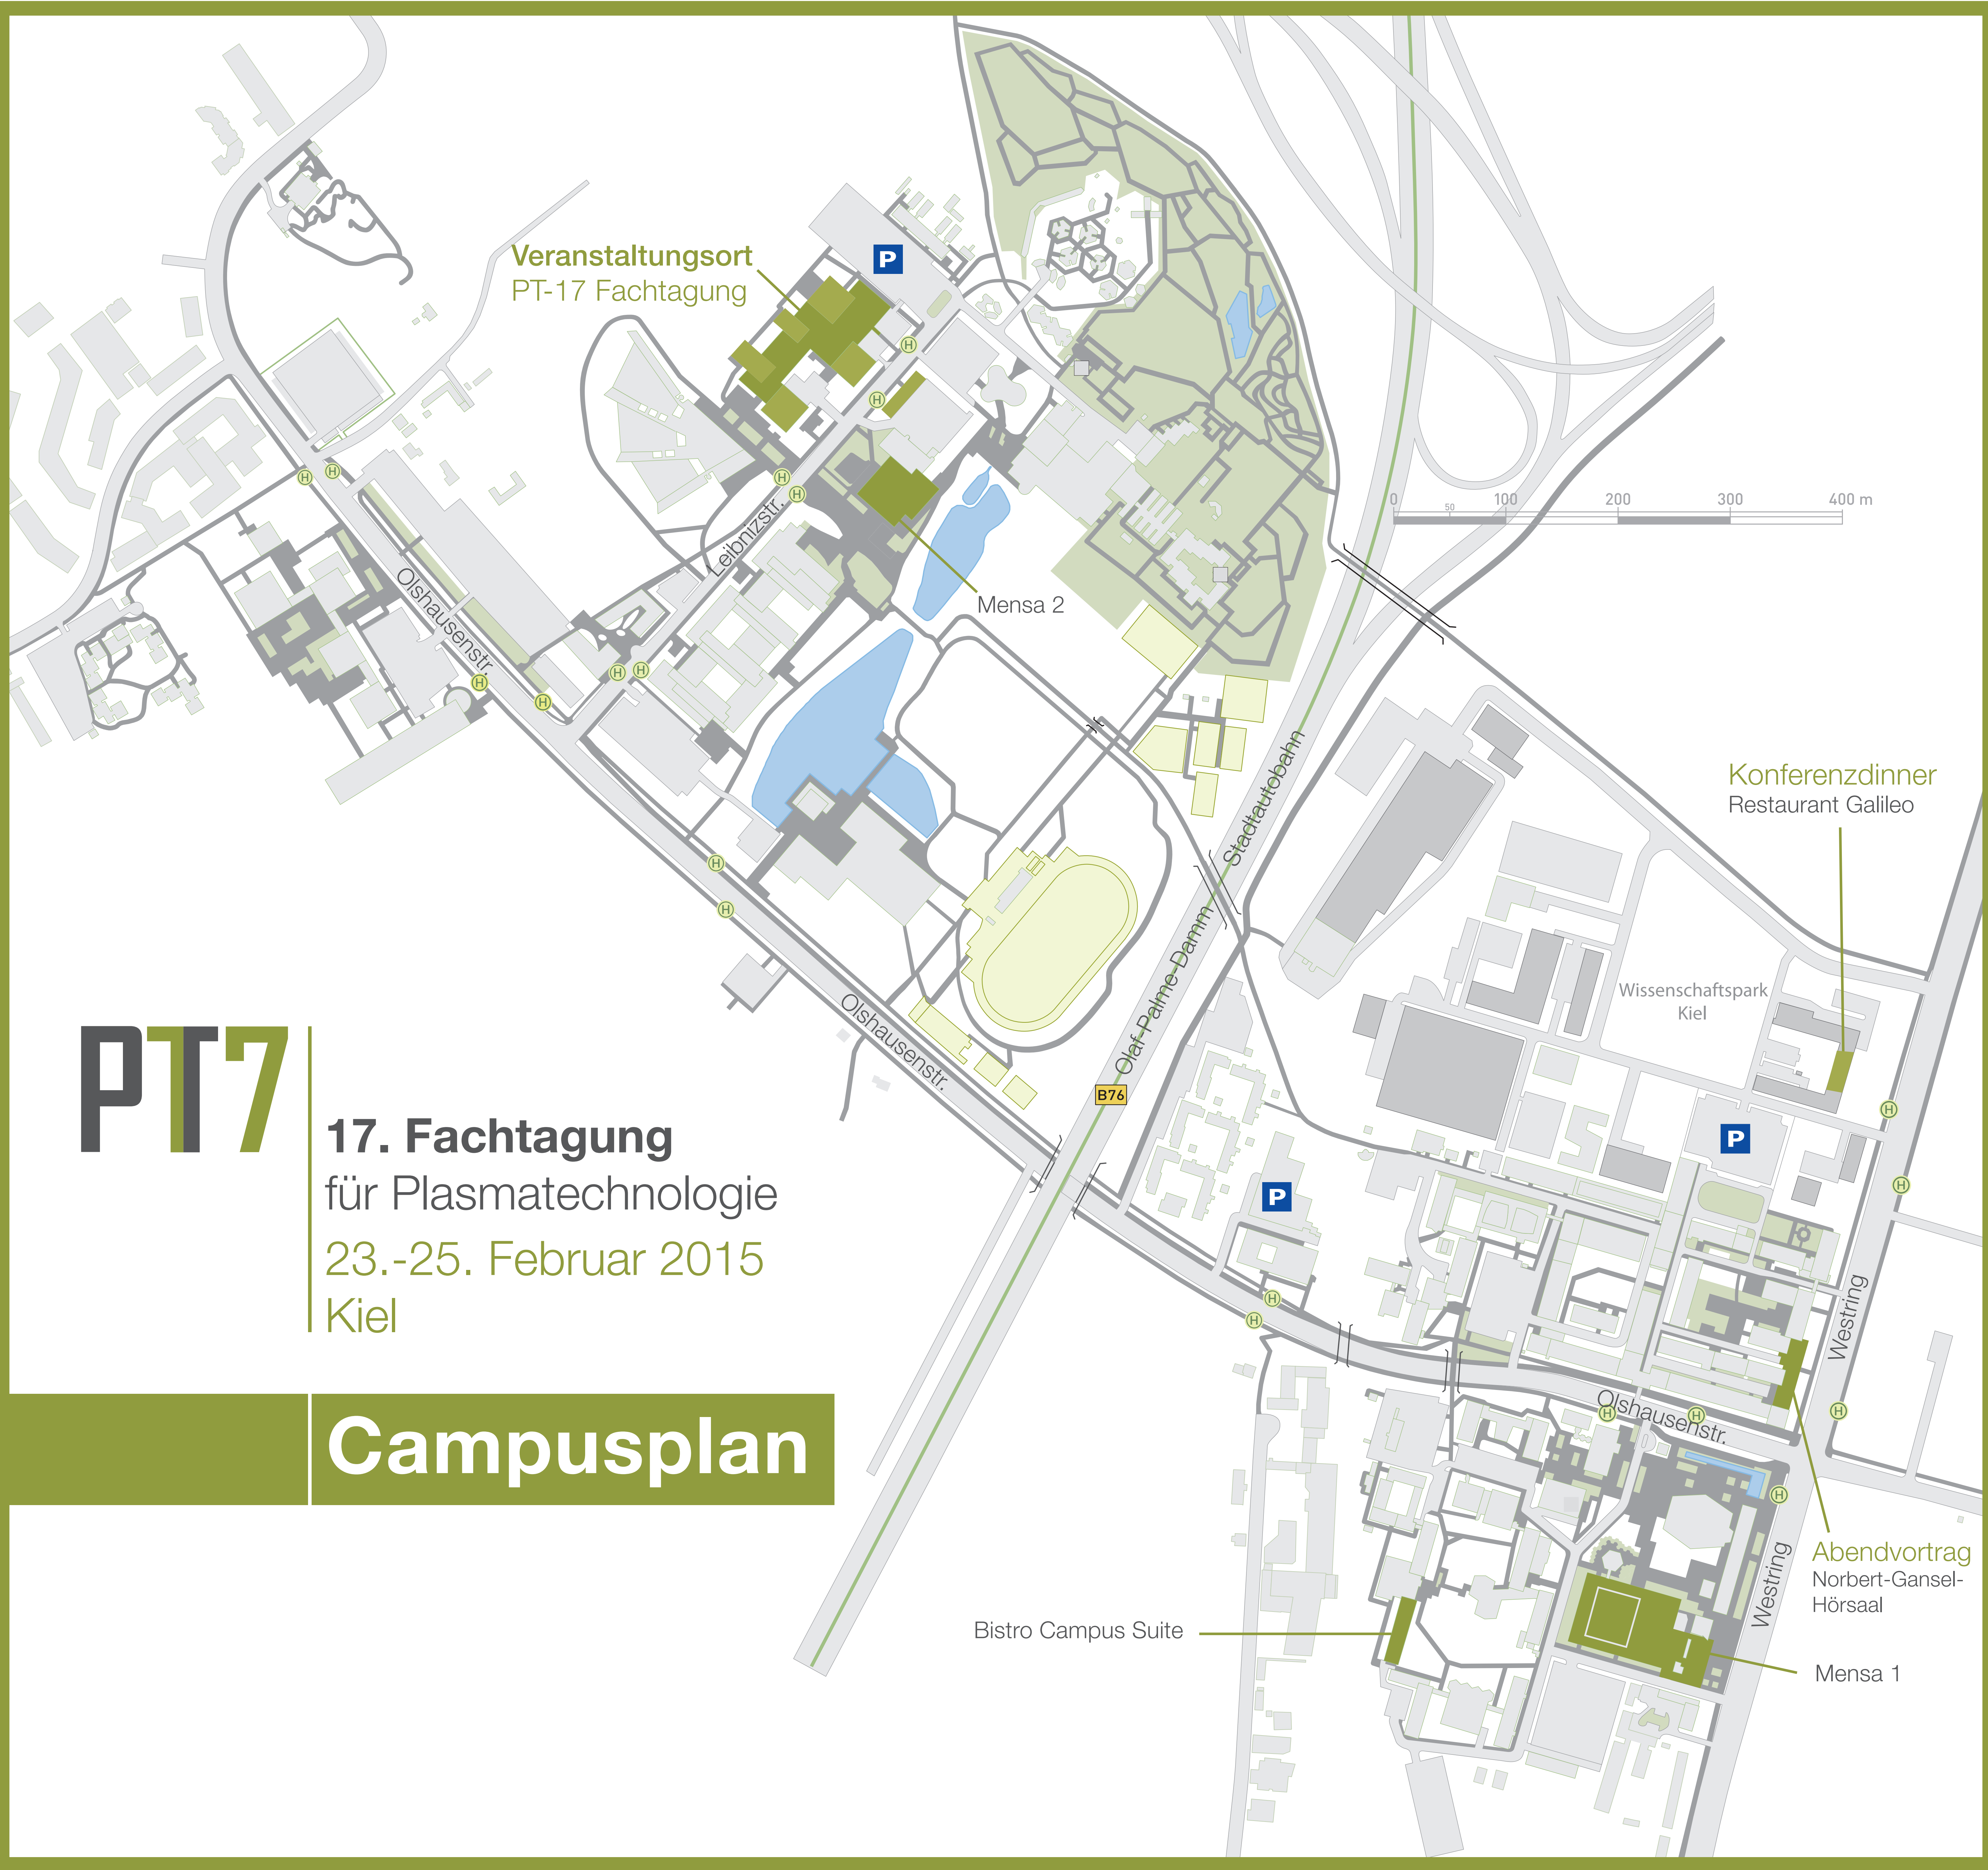 Veranstaltungsort
PT-17 Fachtagung
P
H
H
H
H
H
H
Leibnizstr.
Olshausenstr.
H
H
H
H
Mensa 2
0 50 100 200 300 400 m
Stadtautobahn
Olaf-Palme-Damm
B76
H
H
Olshausenstr.
Konferenzdinner
Restaurant Galileo
Wissenschaftspark
Kiel
P
P
H
H
H
H
Westring
Olshausenstr.
H
H
H
H
Abendvortrag
Norbert-Gansel-
Hörsaal
Westring
Bistro Campus Suite
Mensa 1
PT7
17. Fachtagung
für Plasmatechnologie
23.-25. Februar 2015
Kiel
Campusplan